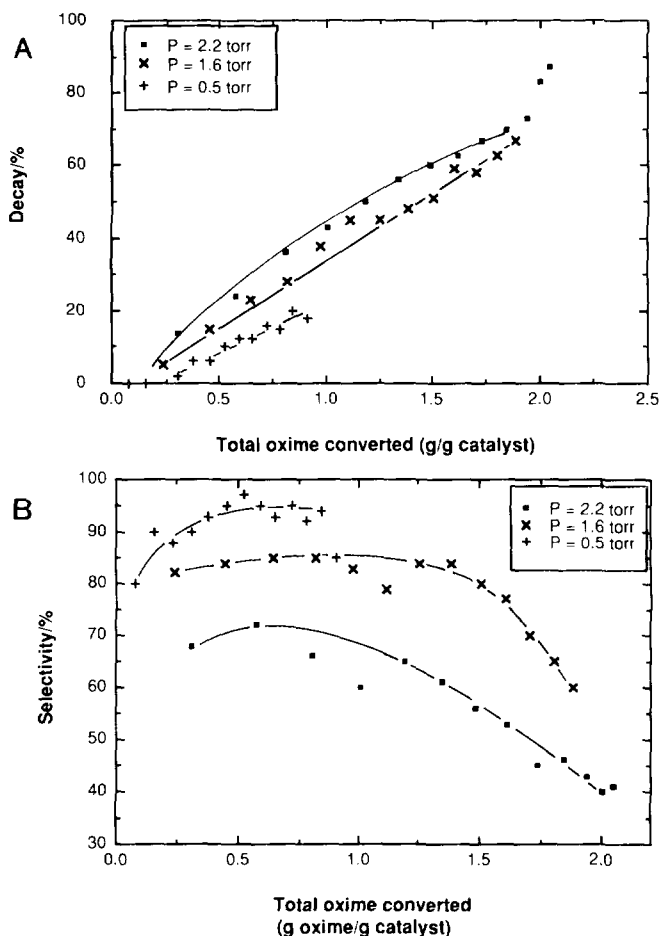 A
P = 2.2 torr
P = 1.6 torr
P = 0.5 torr
100
80
60
40
20
0
Decay/%
0.0 0.5 1.0 1.5 2.0 2.5
Total oxime converted (g/g catalyst)
B
P = 2.2 torr
P = 1.6 torr
P = 0.5 torr
100
90
80
70
60
50
40
30
Selectivity/%
0.0 0.5 1.0 1.5 2.0
Total oxime converted
(g oxime/g catalyst)